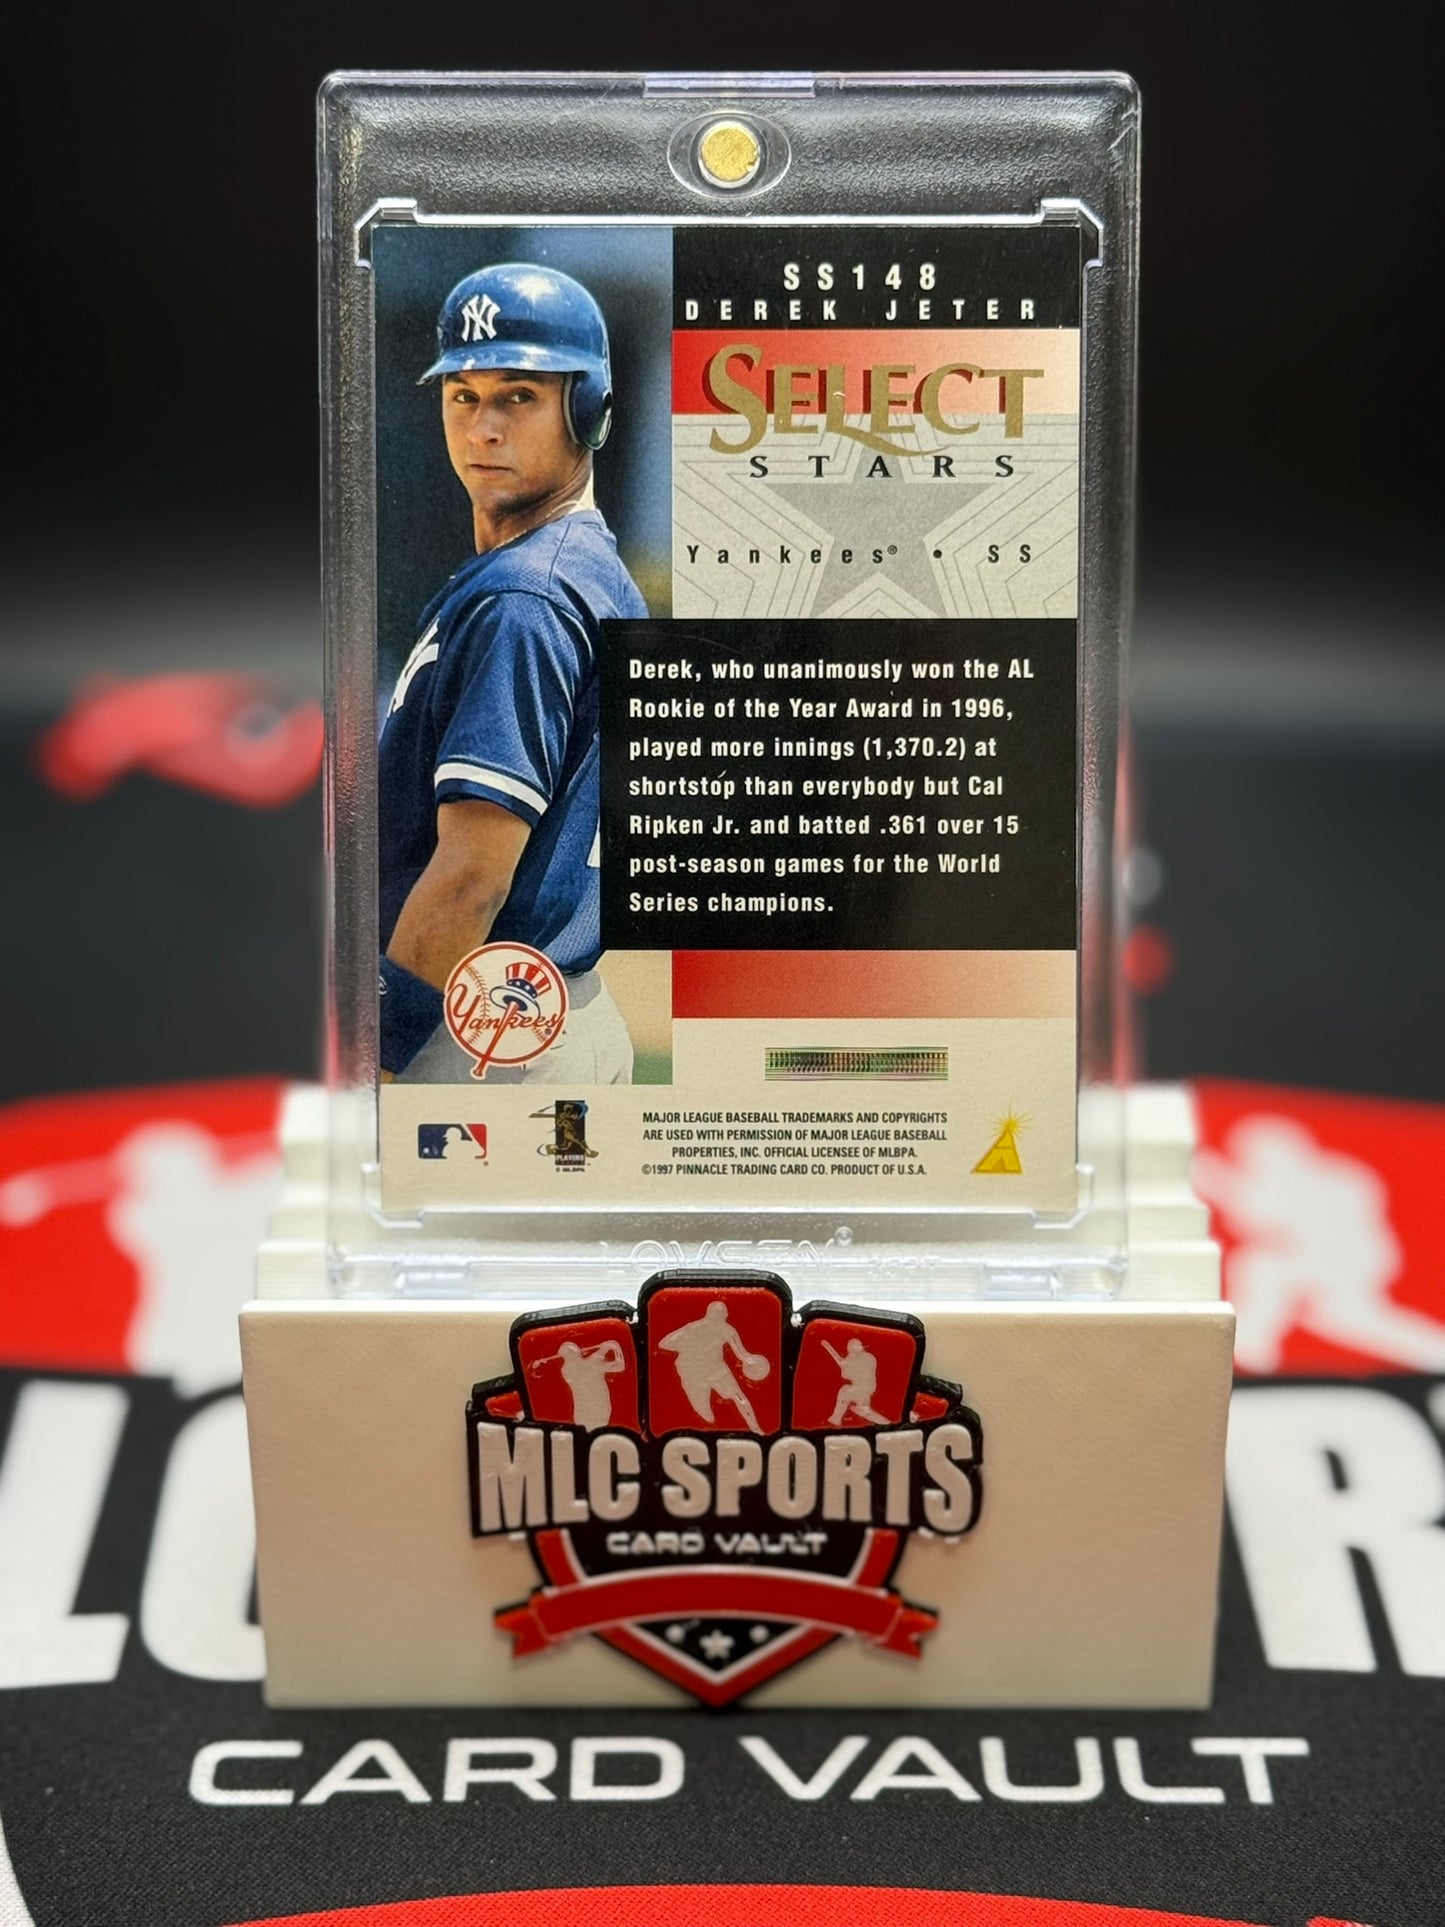 SS148
DEREK JETER
SELECT
STARS
Yankees® • SS
Derek, who unanimously won the AL
Rookie of the Year Award in 1996,
played more innings (1,370.2) at
shortstop than everybody but Cal
Ripken Jr. and batted .361 over 15
post-season games for the World
Series champions.
NY
Yankees
MAJOR LEAGUE BASEBALL TRADEMARKS AND COPYRIGHTS
ARE USED WITH PERMISSION OF MAJOR LEAGUE BASEBALL
PROPERTIES, INC. OFFICIAL LICENSEE OF MLBPA.
©1997 PINNACLE TRADING CARD CO. PRODUCT OF U.S.A.
PLAYERS
© MLBPA
MLC SPORTS
CARD VAULT
CARD VAULT